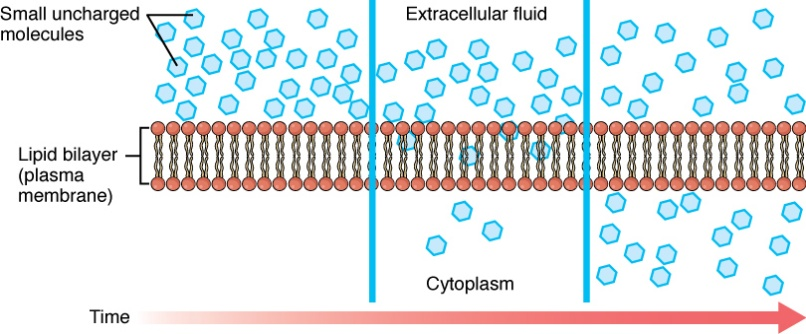 Small uncharged
molecules
Extracellular fluid
Lipid bilayer
(plasma
membrane)
Cytoplasm
Time